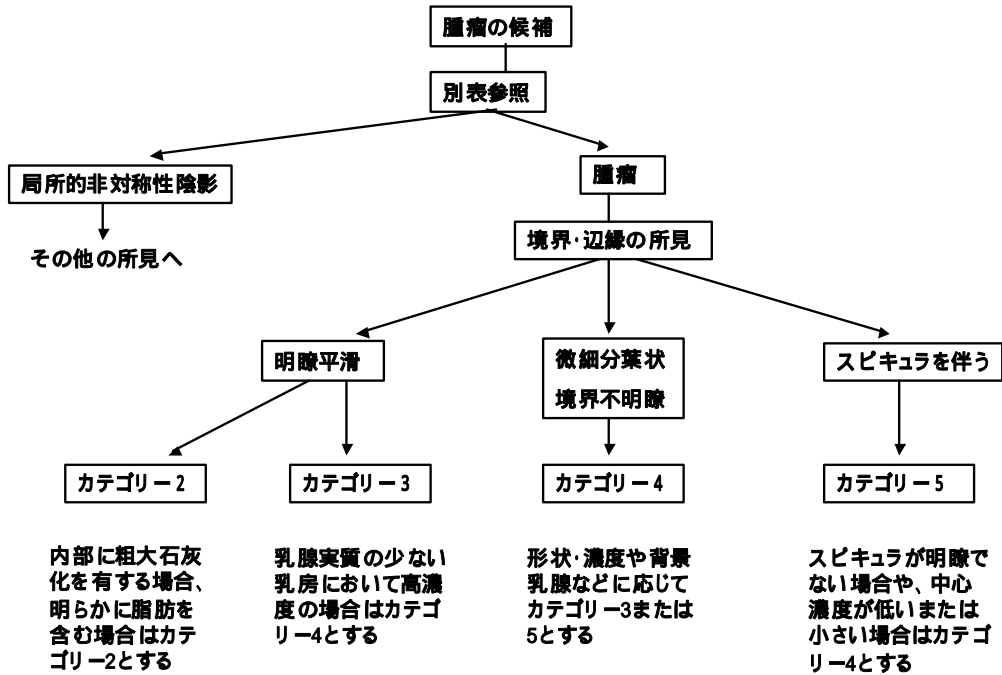 腫瘤の候補
別表参照
局所的非対称性陰影
腫瘤
その他の所見へ
境界・辺縁の所見
明瞭平滑
微細分葉状
境界不明瞭
スピキュラを伴う
カテゴリー2
カテゴリー3
カテゴリー4
カテゴリー5
内部に粗大石灰
化を有する場合、
明らかに脂肪を
含む場合はカテ
ゴリー2とする
乳腺実質の少ない
乳房において高濃
度の場合はカテゴ
リー4とする
形状・濃度や背景
乳腺などに応じて
カテゴリー3または
5とする
スピキュラが明瞭で
ない場合や、中心
濃度が低いまたは
小さい場合はカテゴ
リー4とする